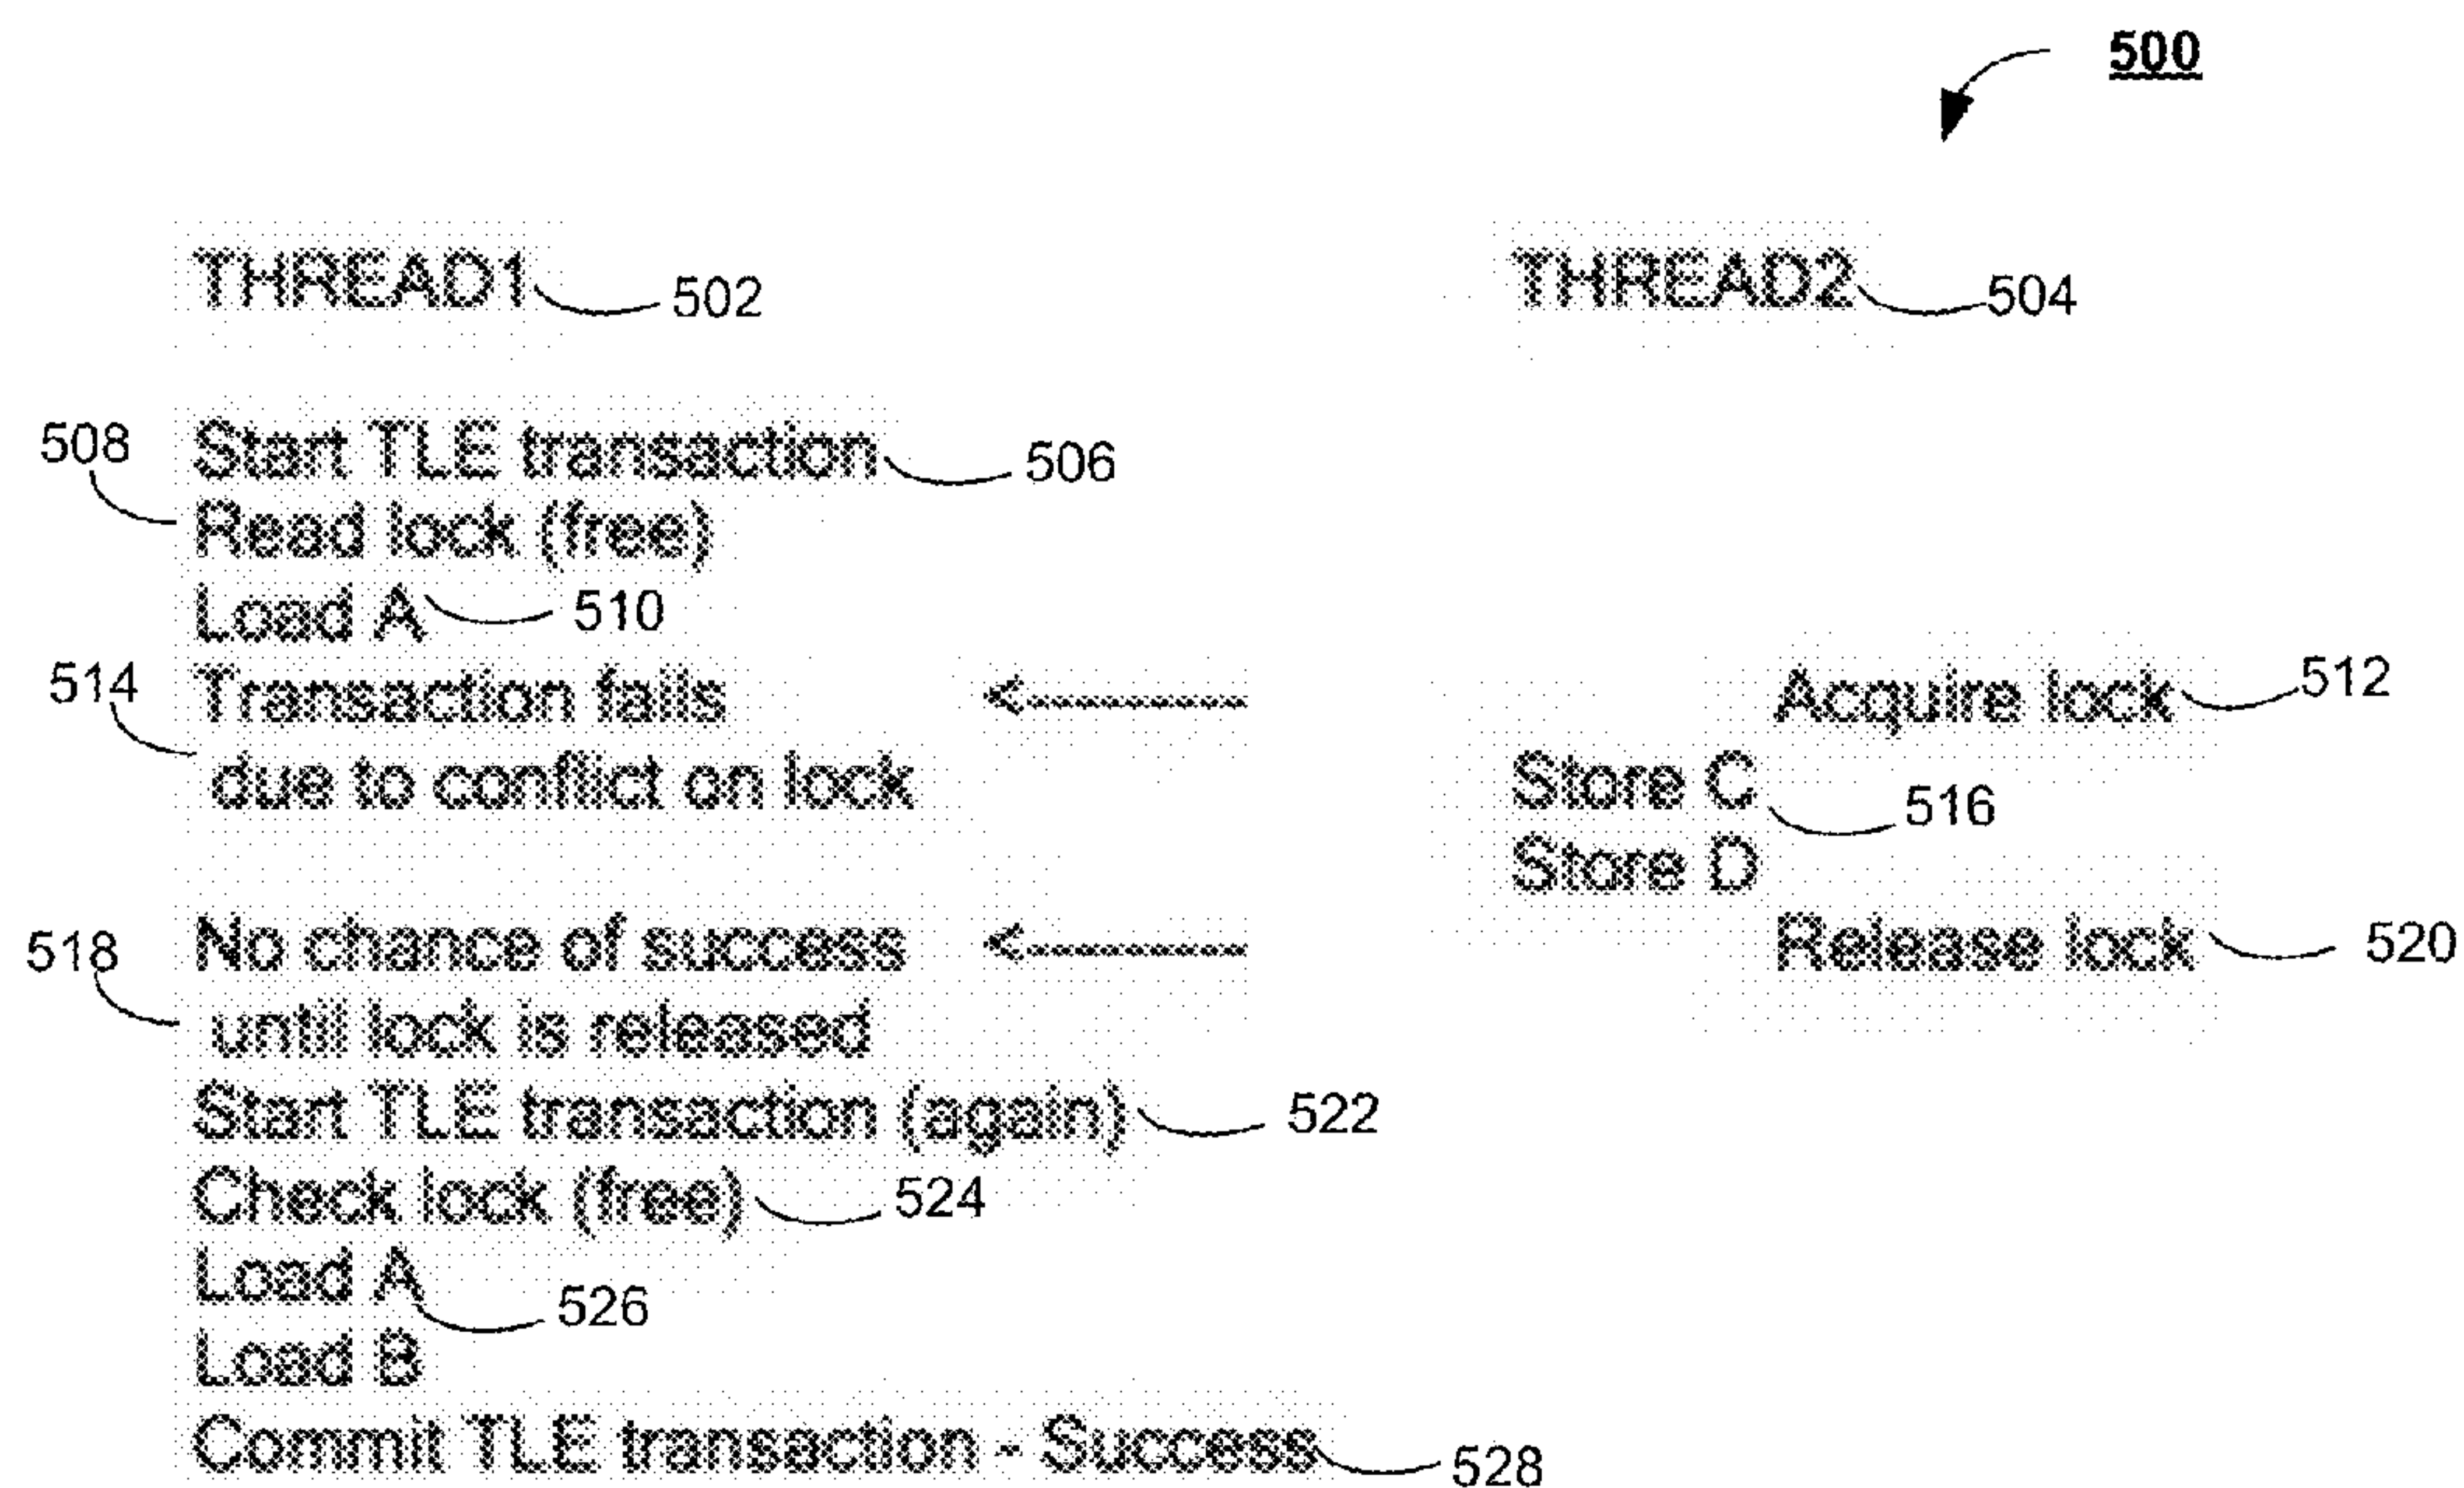 500
THREAD1 502 THREAD2 504
Start TLE transaction 506
508 Read lock (free)
Load A 510
514 Transaction fails Acquire lock 512
due to conflict on lock Store C 516
Store D
518 No chance of success Release lock 520
until lock is released
Start TLE transaction (again) 522
Check lock (free) 524
Load A 526
Load B
Commit TLE transaction - Success 528